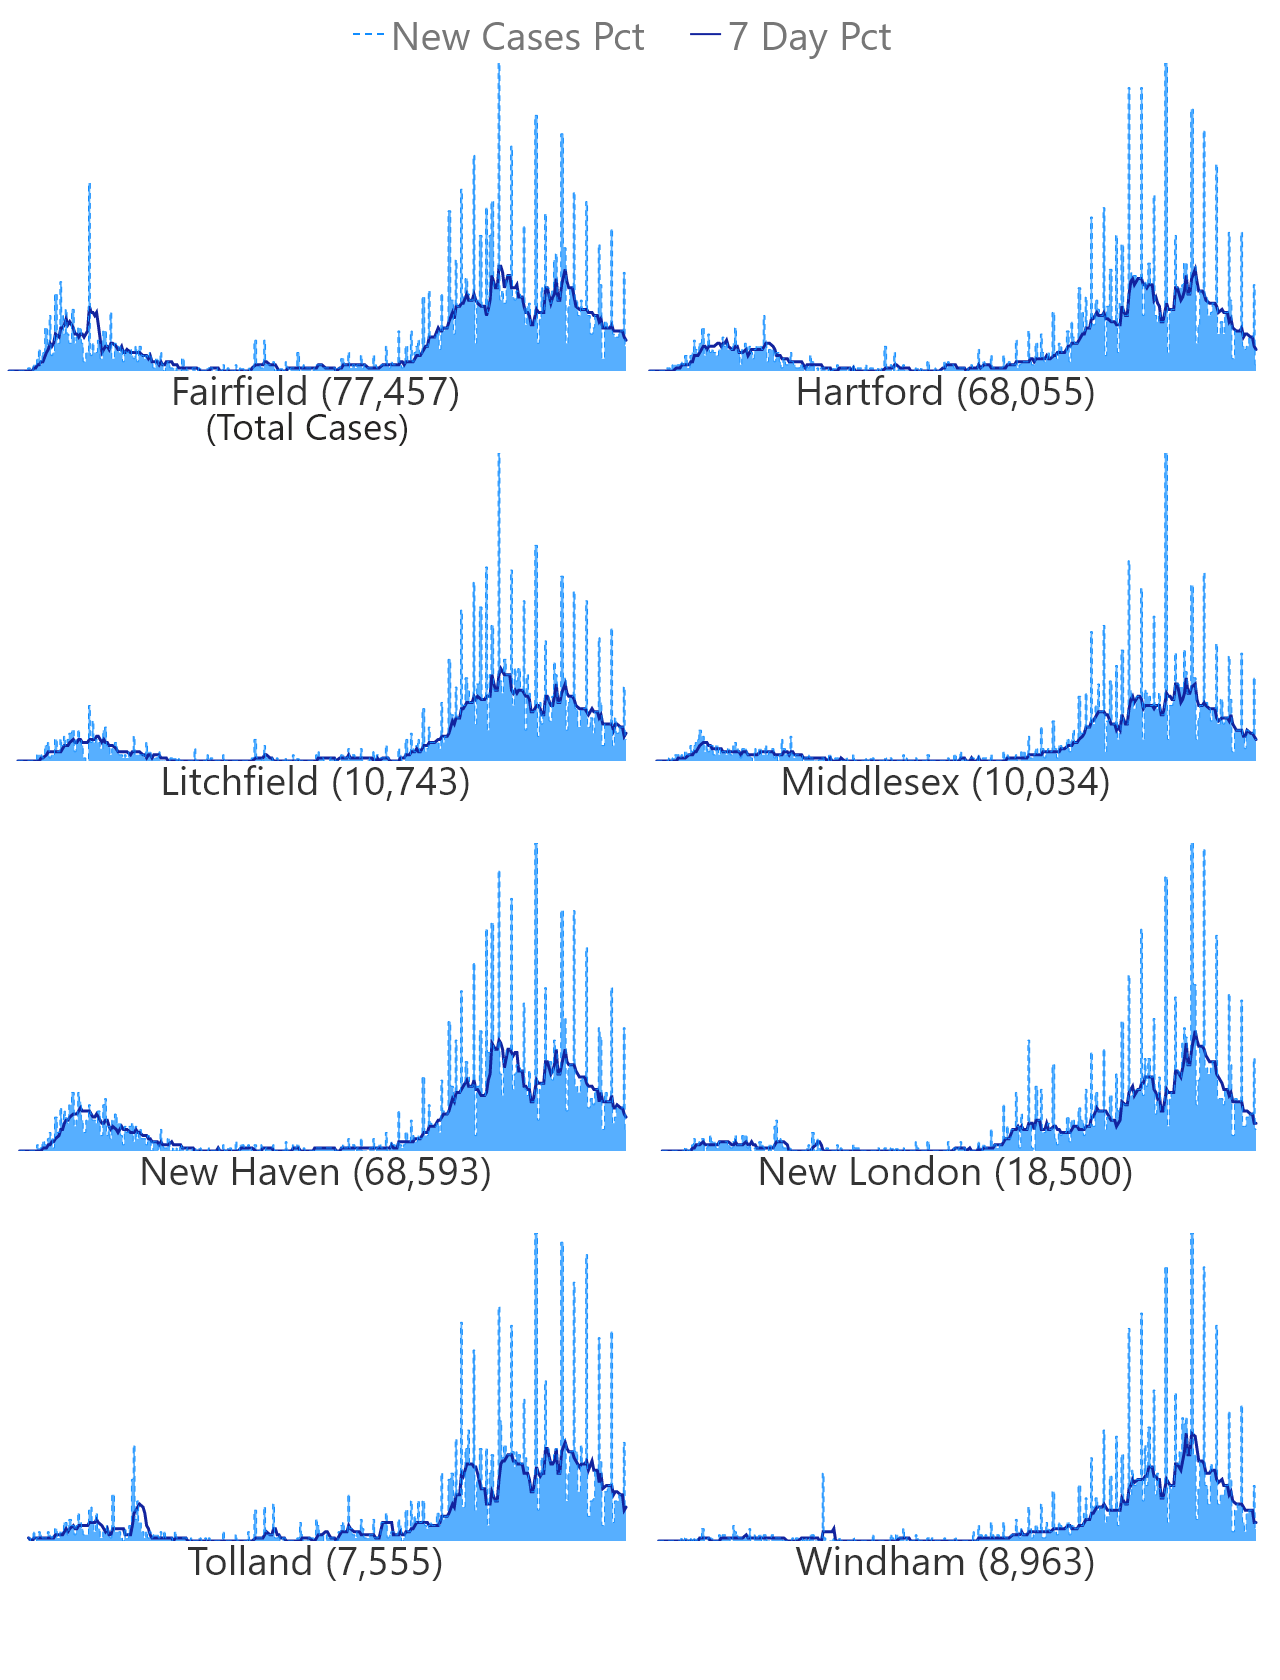 New Cases Pct 7 Day Pct
Fairfield (77,457) Hartford (68,055)
(Total Cases)
Litchfield (10,743) Middlesex (10,034)
New Haven (68,593) New London (18,500)
Tolland (7,555) Windham (8,963)